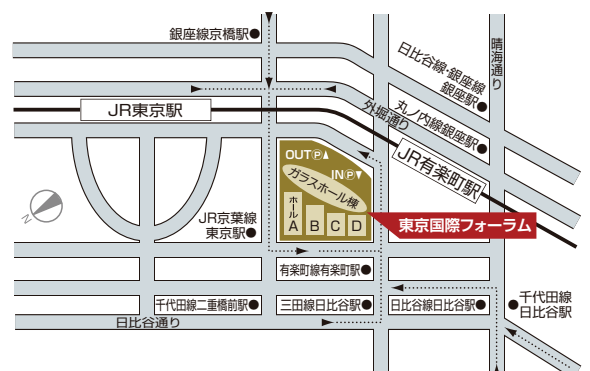 銀座線京橋駅
晴海通り
日比谷線・銀座線
銀座駅
丸ノ内線銀座駅
外堀通り
JR東京駅
JR有楽町駅
OUTⓅ▲
INⓅ▼
ガラスホール棟
ホール
A
B
C
D
東京国際フォーラム
N
JR京葉線
東京駅
有楽町線有楽町駅
千代田線二重橋前駅
三田線日比谷駅
日比谷線日比谷駅
千代田線
日比谷駅
日比谷通り